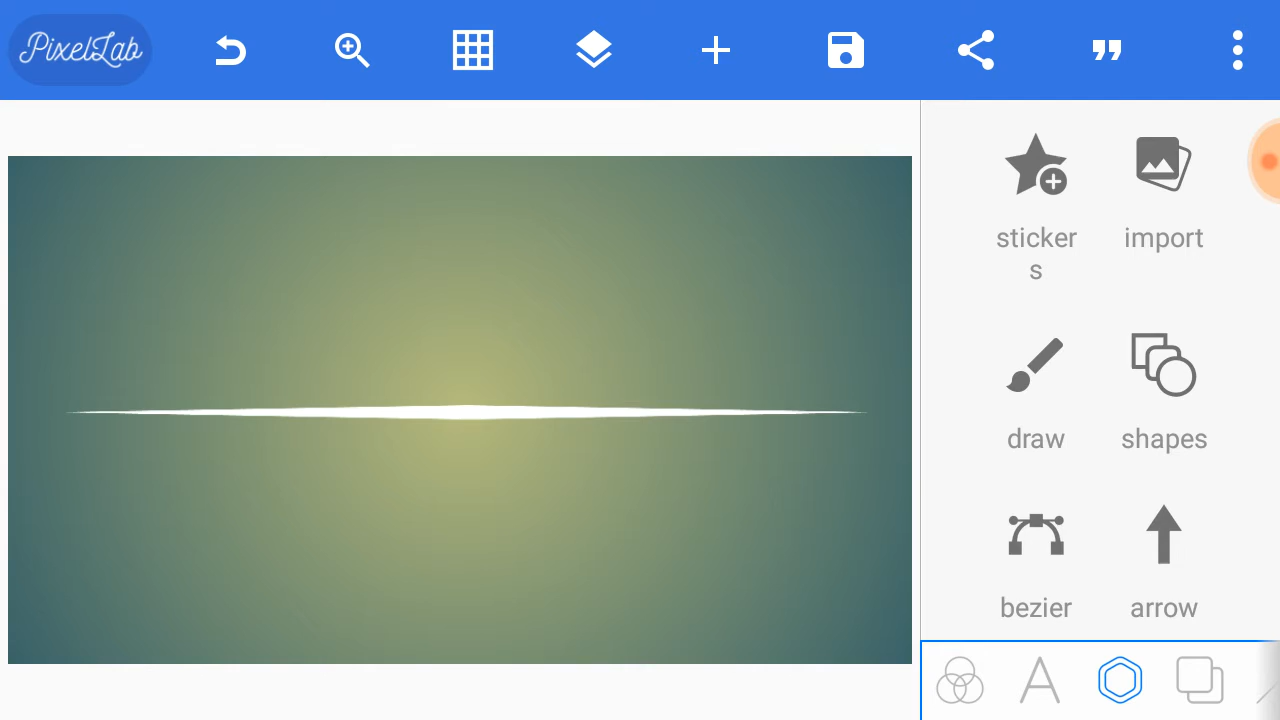 PixelLab
sticker
s
import
draw
shapes
bezier
arrow